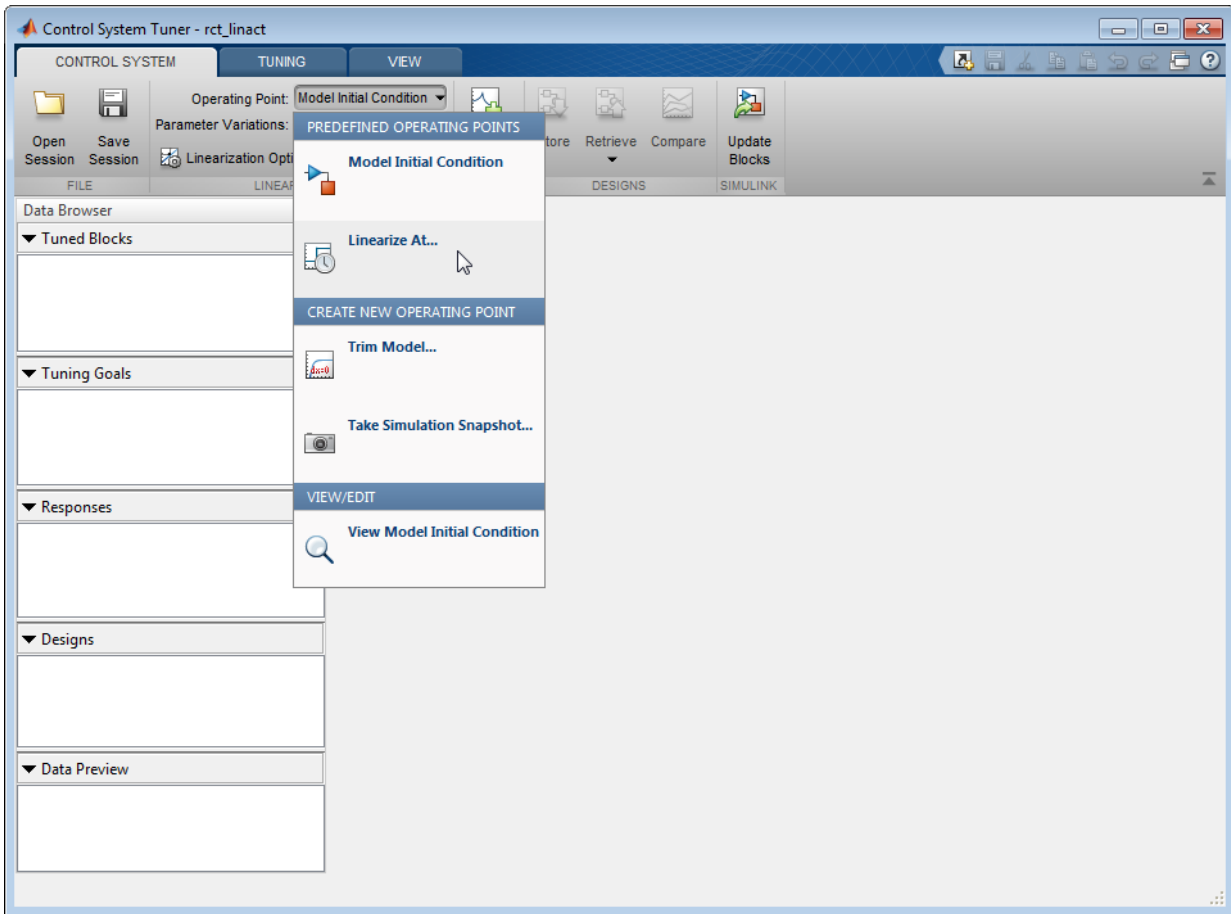 Control System Tuner - rct_linact
CONTROL SYSTEM TUNING VIEW
Operating Point: Model Initial Condition
Parameter Variations:
Linearization Opti
Open Session
Save Session
Retrieve
Compare
Update Blocks
FILE
LINEAR
DESIGNS
SIMULINK
PREDEFINED OPERATING POINTS
Model Initial Condition
Linearize At...
CREATE NEW OPERATING POINT
Trim Model...
dx=0
Take Simulation Snapshot...
VIEW/EDIT
View Model Initial Condition
Data Browser
Tuned Blocks
Tuning Goals
Responses
Designs
Data Preview